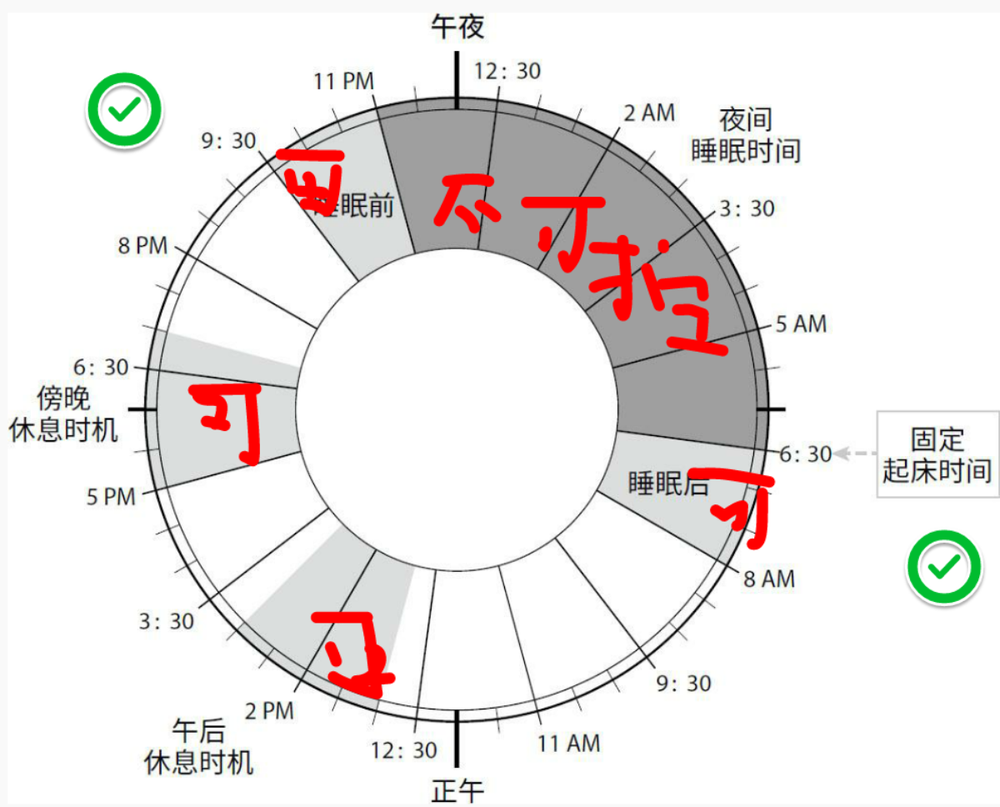 午夜
11 PM
12: 30
9: 30
2 AM
夜间
睡眠时间
睡眠前
不可控
3: 30
8 PM
5 AM
6: 30
傍晚
休息时机
可
6: 30
固定
起床时间
睡眠后
可
5 PM
8 AM
3: 30
可
9: 30
2 PM
午后
休息时机
12: 30
11 AM
正午